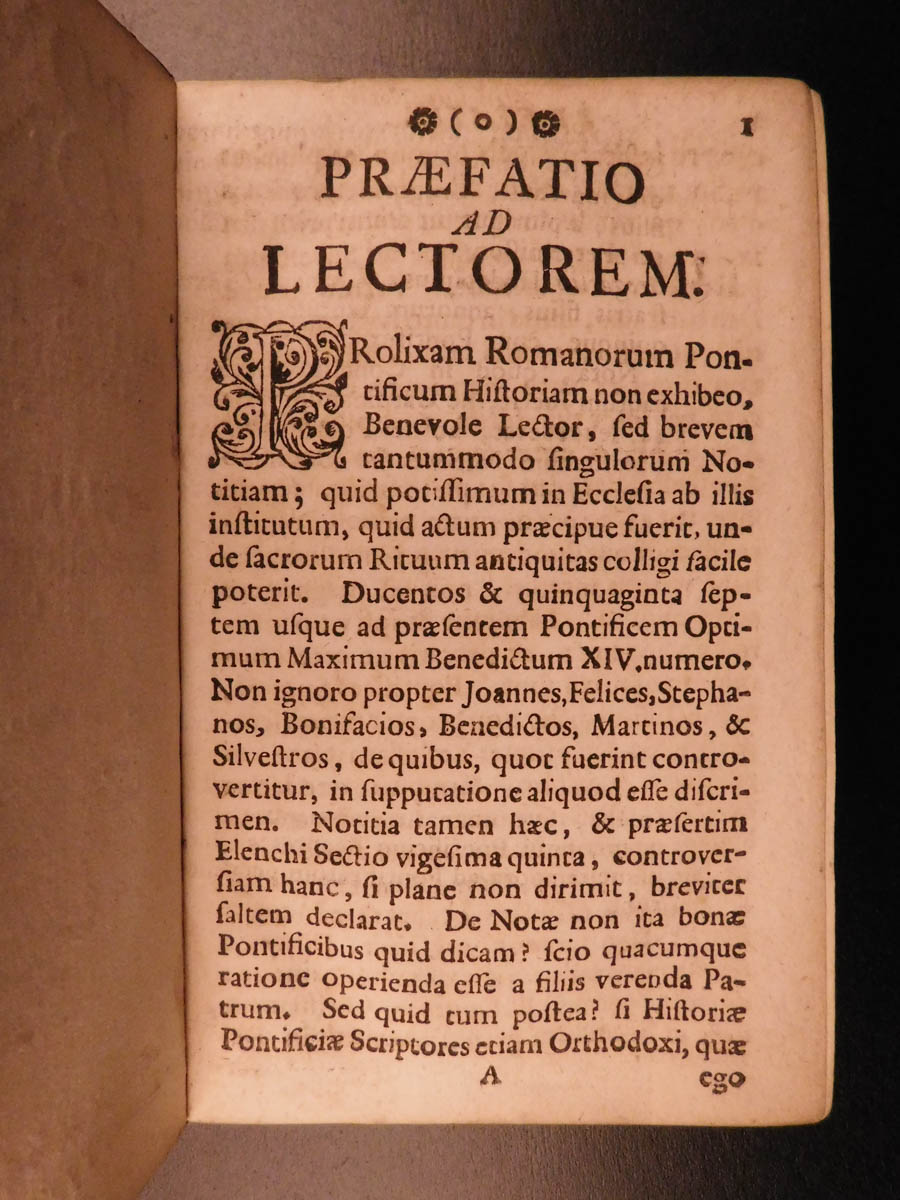 ❁ ( o ) ❁ 1
PRÆFATIO
AD
LECTOREM.
PRolixam Romanorum Pon-
tificum Hiſtoriam non exhibeo,
Benevole Lector, ſed brevem
tantummodo ſingulorum No-
titiam; quid potiſſimum in Eccleſia ab illis
inſtitutum, quid actum præcipue fuerit, un-
de ſacrorum Rituum antiquitas colligi facile
poterit. Ducentos & quinquaginta ſep-
tem uſque ad præſentem Pontificem Opti-
mum Maximum Benedictum XIV. numero.
Non ignoro propter Joannes, Felices, Stepha-
nos, Bonifacios, Benedictos, Martinos, &
Silveſtros, de quibus, quot fuerint contro-
vertitur, in ſupputatione aliquod eſſe diſcri-
men. Notitia tamen hæc, & præſertim
Elenchi Sectio vigeſima quinta, controver-
ſiam hanc, ſi plane non dirimit, breviter
ſaltem declarat. De Notæ non ita bonæ
Pontificibus quid dicam? ſcio quacumque
ratione operienda eſſe a filiis verenda Pa-
trum. Sed quid tum poſtea? ſi Hiſtoriæ
Pontificiæ Scriptores etiam Orthodoxi, quæ
A ego